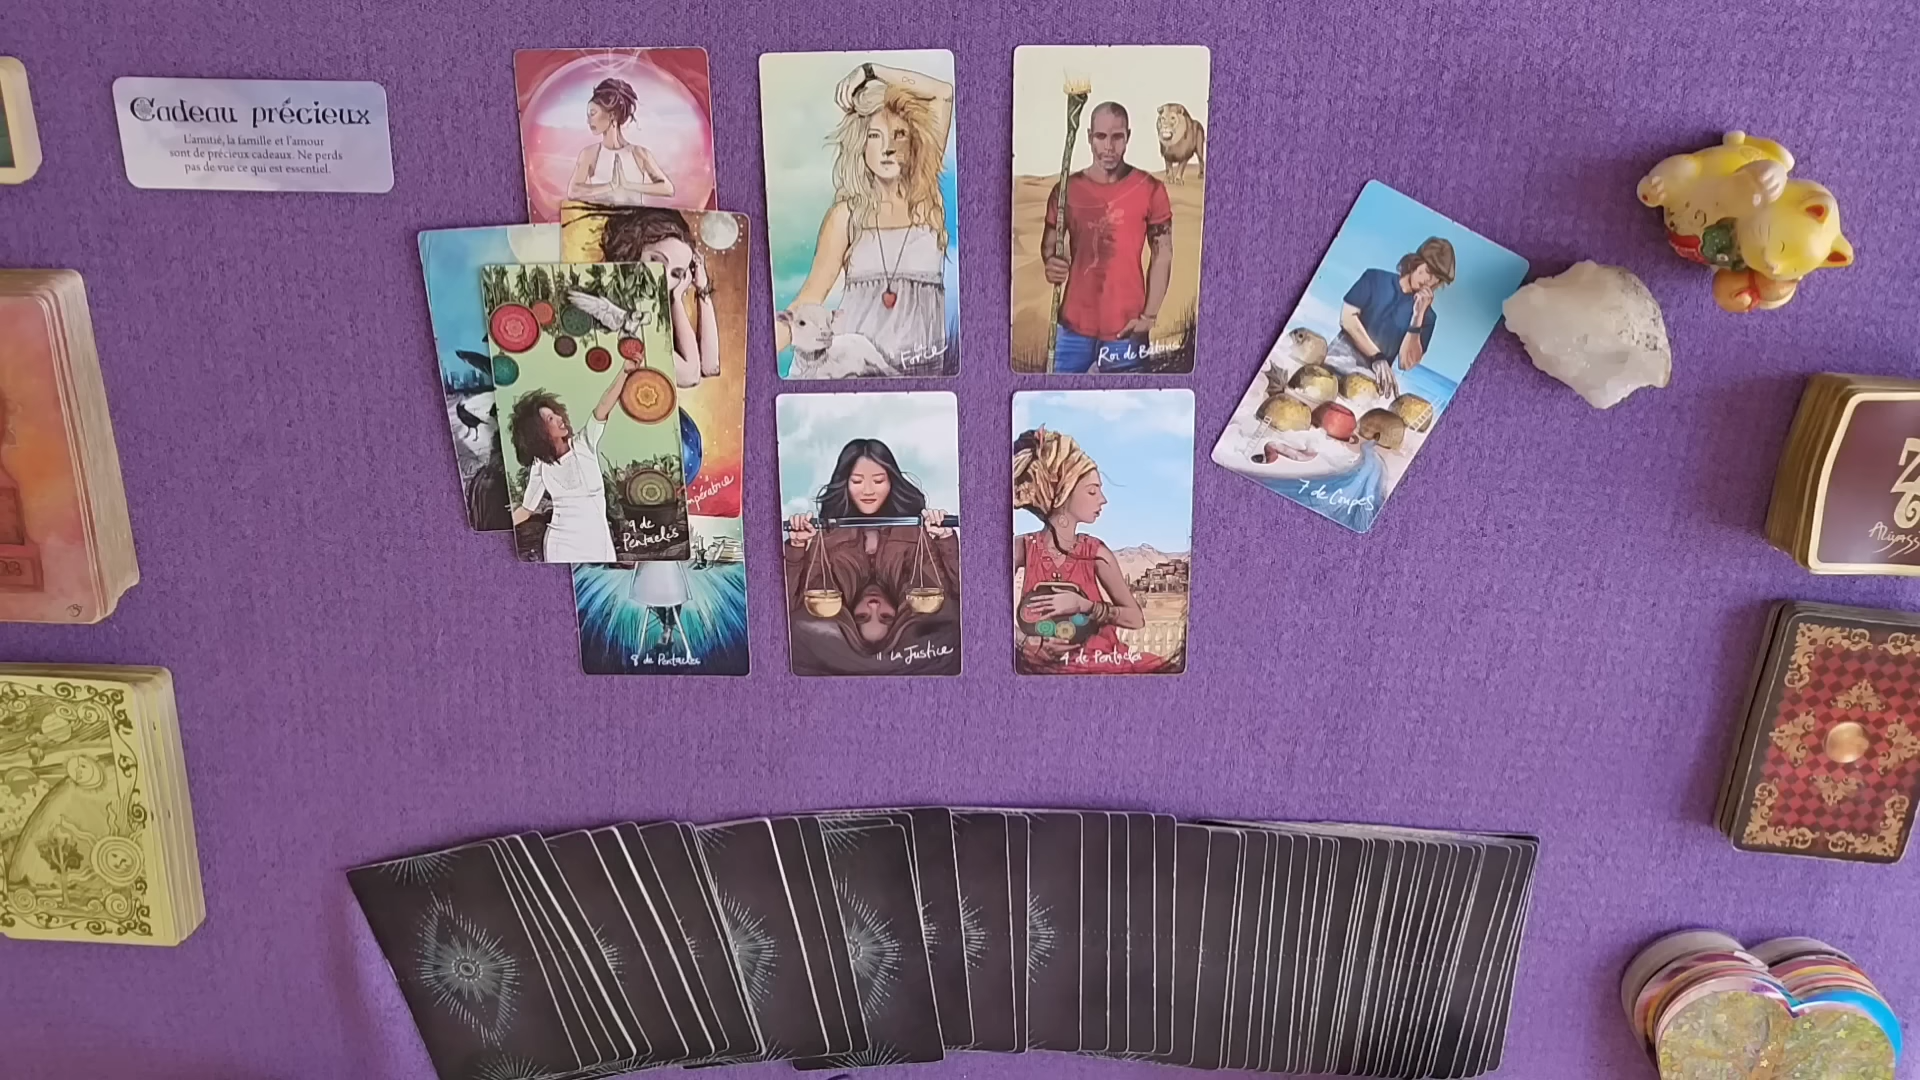 Cadeau précieux
L'amitié, la famille et l'amour
sont de précieux cadeaux. Ne perds
pas de vue ce qui est essentiel.
La
Force
Roi de Bâtons
7 de Coupes
mpératrice
9 de
Pentacles
8 de Pentacles
11 La Justice
4 de Pentacles